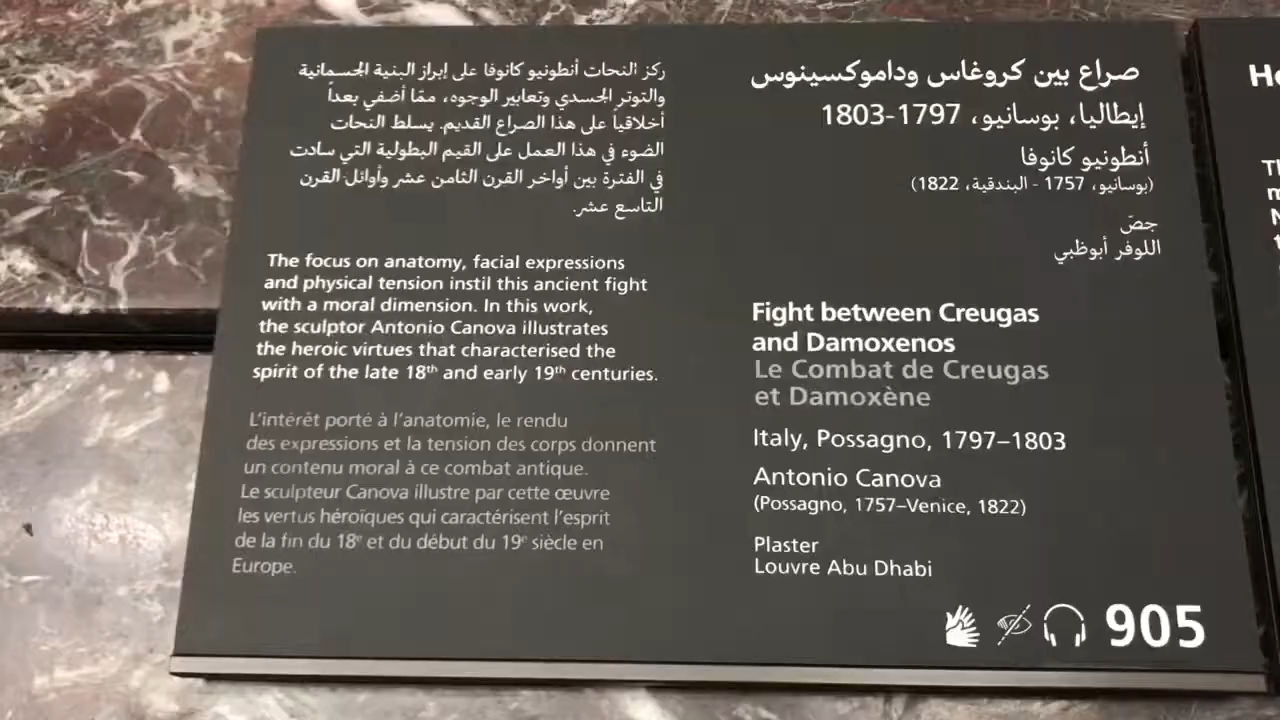 ركز النحات أنطونيو كانوفا على إبراز البنية الجسمانية
والتوتر الجسدي وتعابير الوجوه، ممّا أضفي بعداً
أخلاقياً على هذا الصراع القديم. يسلط النحات
الضوء في هذا العمل على القيم البطولية التي سادت
في الفترة بين أواخر القرن الثامن عشر وأوائل القرن
التاسع عشر.
The focus on anatomy, facial expressions
and physical tension instil this ancient fight
with a moral dimension. In this work,
the sculptor Antonio Canova illustrates
the heroic virtues that characterised the
spirit of the late 18th and early 19th centuries.
L'intérêt porté à l'anatomie, le rendu
des expressions et la tension des corps donnent
un contenu moral à ce combat antique.
Le sculpteur Canova illustre par cette œuvre
les vertus héroïques qui caractérisent l'esprit
de la fin du 18e et du début du 19e siècle en
Europe.
صراع بين كروغاس وداموكسينوس
إيطاليا، بوسانيو، 1797-1803
أنطونيو كانوفا
(بوسانيو، 1757 - البندقية، 1822)
جصّ
اللوفر أبوظبي
Fight between Creugas
and Damoxenos
Le Combat de Creugas
et Damoxène
Italy, Possagno, 1797–1803
Antonio Canova
(Possagno, 1757–Venice, 1822)
Plaster
Louvre Abu Dhabi
905